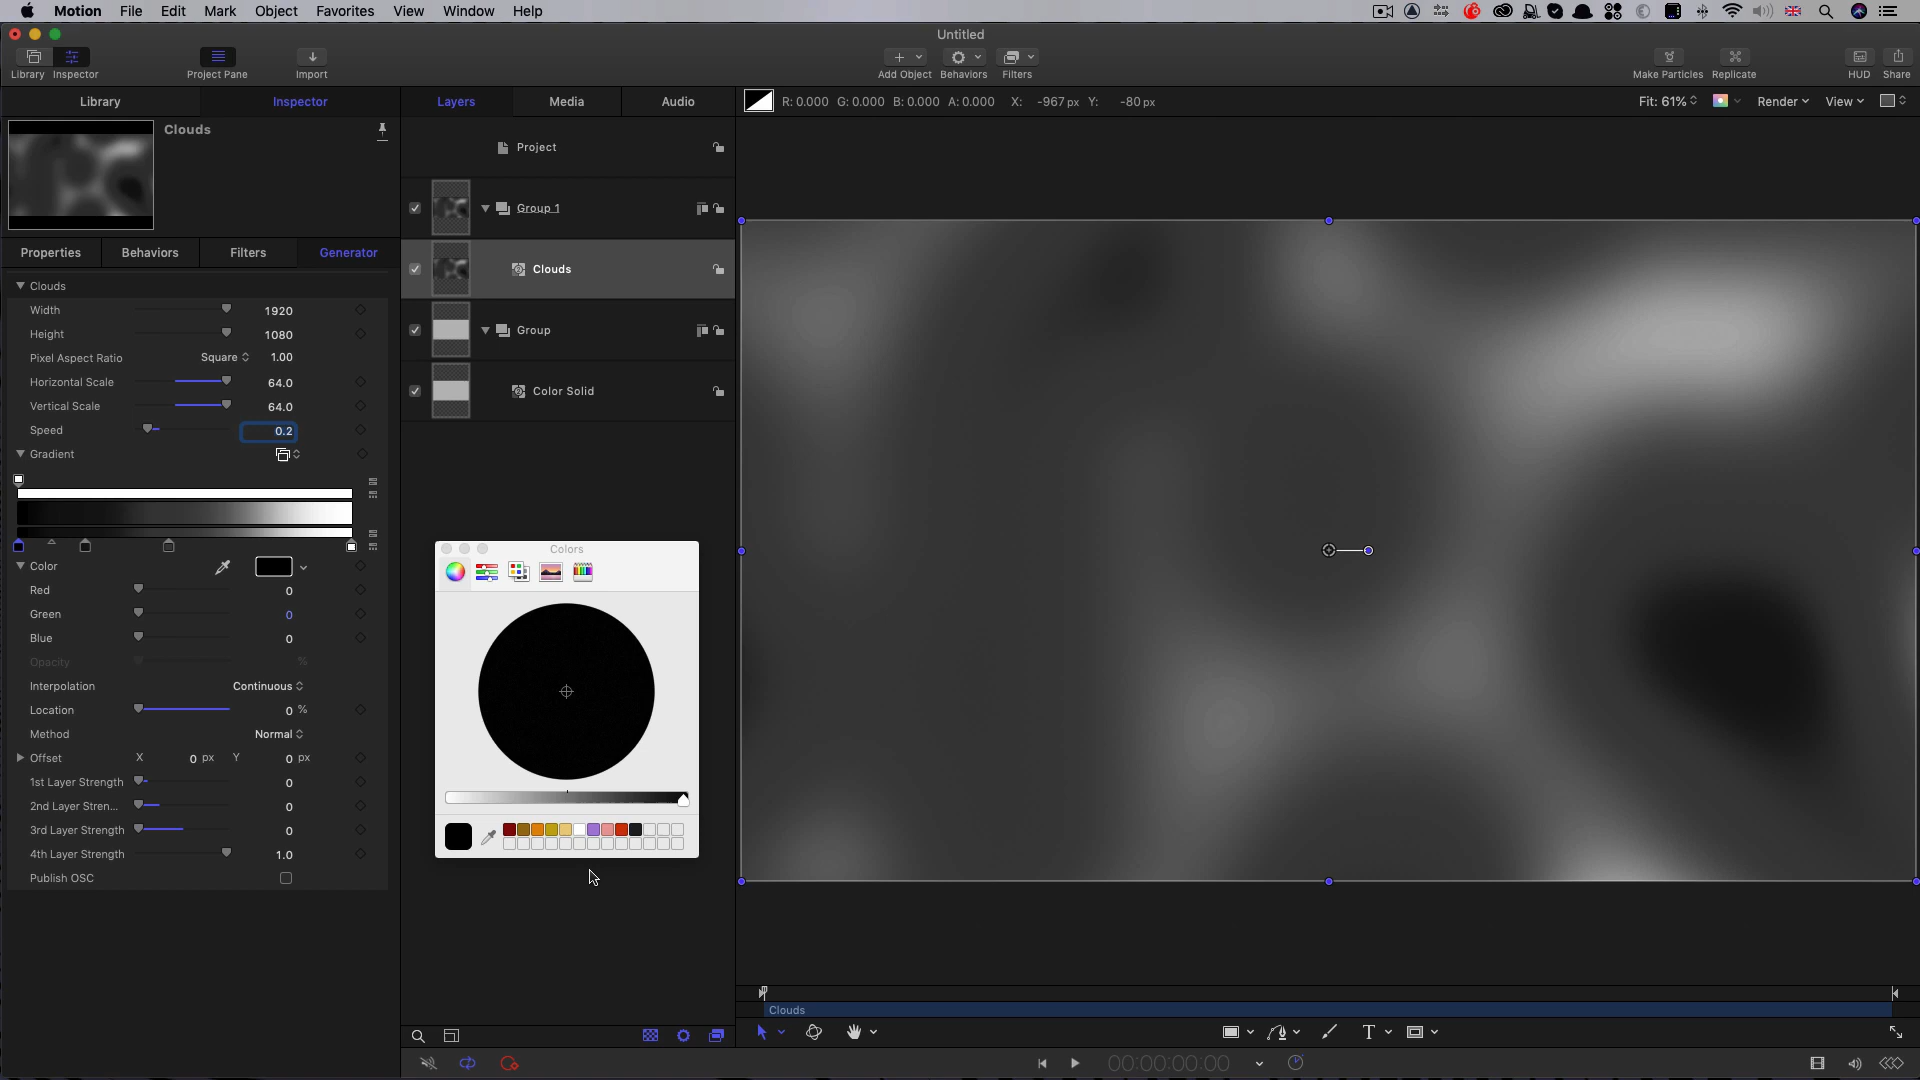 Motion File Edit Mark Object Favorites View Window Help
Untitled
Library Inspector Project Pane Import Add Object Behaviors Filters Make Particles Replicate HUD Share
Library Inspector Layers Media Audio R: 0.000 G: 0.000 B: 0.000 A: 0.000 X: -967 px Y: -80 px Fit: 61% Render View
Clouds
Project
Group 1
Properties Behaviors Filters Generator
Clouds
Clouds
Width 1920
Height 1080
Group
Pixel Aspect Ratio Square 1.00
Horizontal Scale 64.0
Color Solid
Vertical Scale 64.0
Speed 0.2
Gradient
Colors
Color
Red 0
Green 0
Blue 0
Opacity %
Interpolation Continuous
Location 0 %
Method Normal
Offset X 0 px Y 0 px
1st Layer Strength 0
2nd Layer Stren... 0
3rd Layer Strength 0
4th Layer Strength 1.0
Publish OSC
Clouds
T
00:00:00:00